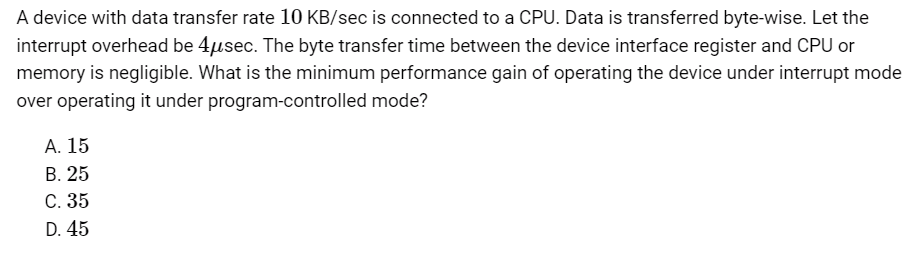 A device with data transfer rate 10 KB/sec is connected to a CPU. Data is transferred byte-wise. Let the
interrupt overhead be 4μsec. The byte transfer time between the device interface register and CPU or
memory is negligible. What is the minimum performance gain of operating the device under interrupt mode
over operating it under program-controlled mode?
A. 15
B. 25
C. 35
D. 45